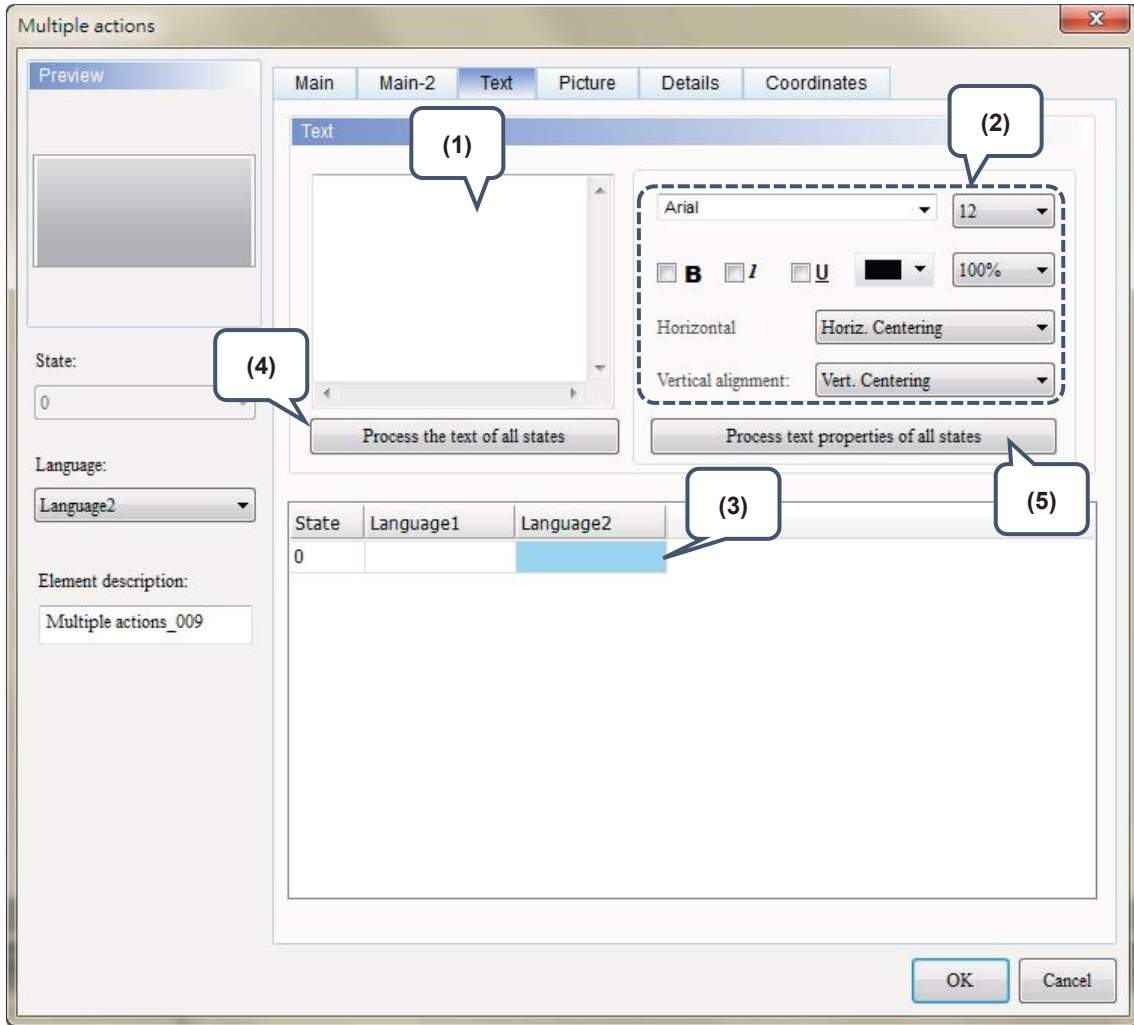 Multiple actions
X
Preview
Main Main-2 Text Picture Details Coordinates
Text
(1)
(2)
Arial 12
B I U 100%
Horizontal Horiz. Centering
Vertical alignment: Vert. Centering
State:
(4)
0
Process the text of all states Process text properties of all states
Language:
Language2
(3)
(5)
State Language1 Language2
0
Element description:
Multiple actions_009
OK Cancel